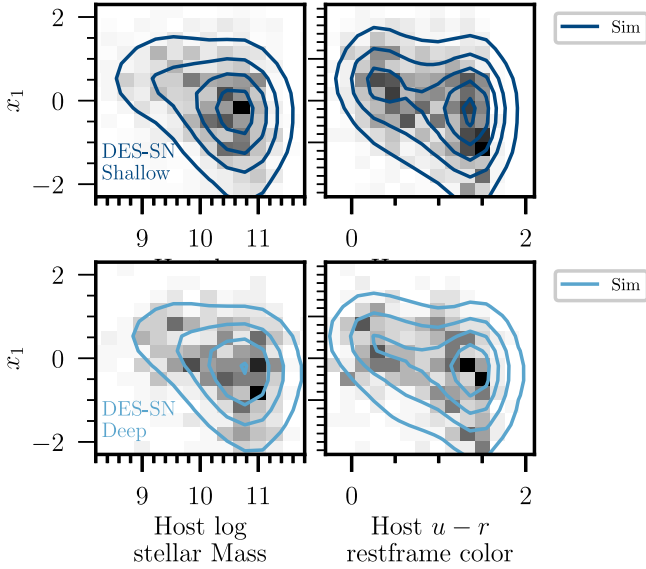 2
0
−2
x₁
DES-SN
Shallow
Sim
9
10
11
0
2
2
0
−2
x₁
DES-SN
Deep
Sim
9
10
11
0
2
Host log
stellar Mass
Host u − r
restframe color